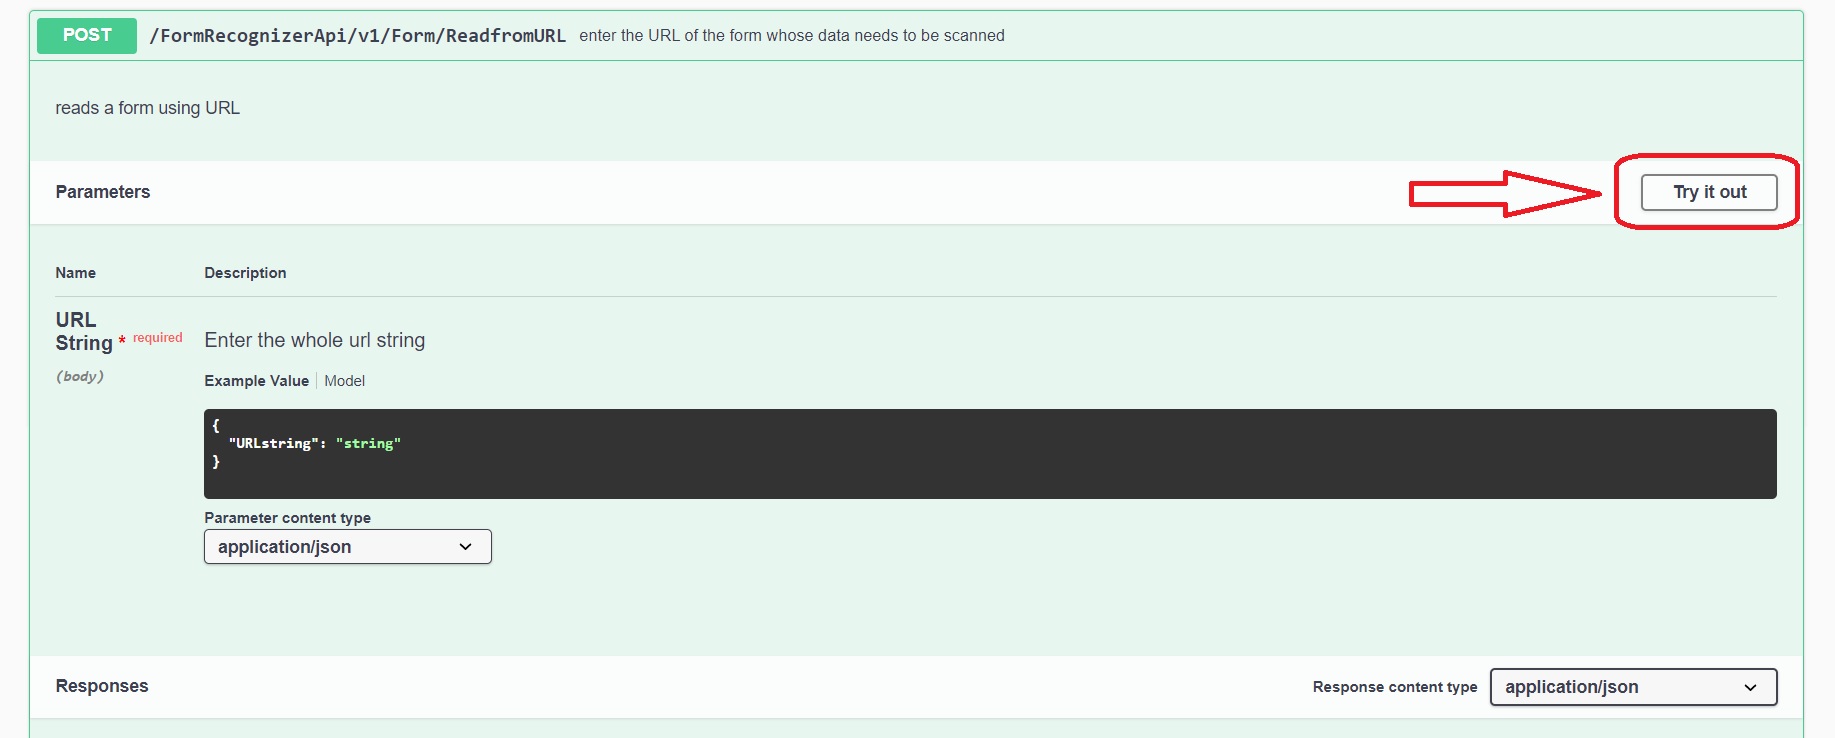 POST /FormRecognizerApi/v1/Form/ReadfromURL enter the URL of the form whose data needs to be scanned
reads a form using URL
Parameters
Try it out
Name Description
URL
String * required
(body)
Enter the whole url string
Example Value Model
{
"URLstring": "string"
}
Parameter content type
application/json
Responses
Response content type application/json